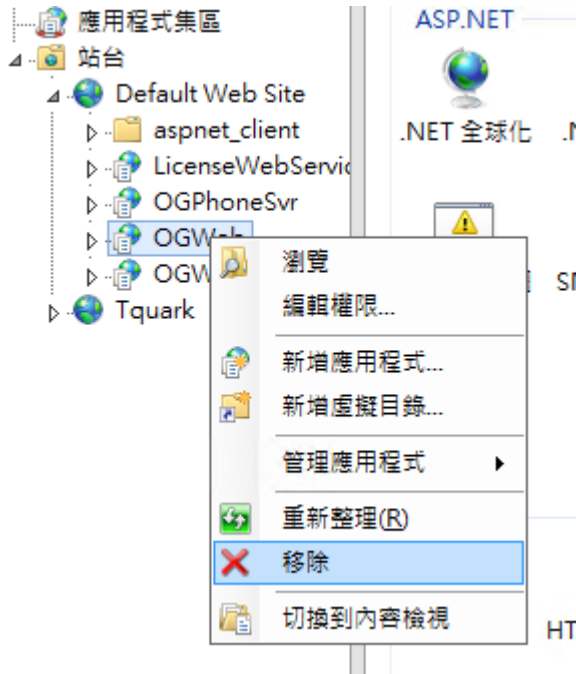 應用程式集區
站台
Default Web Site
aspnet_client
LicenseWebServic
OGPhoneSvr
OGWeb
OGW
Tquark
瀏覽
編輯權限...
新增應用程式...
新增虛擬目錄...
管理應用程式
重新整理(R)
移除
切換到內容檢視
ASP.NET
.NET 全球化
.N
SM
HT